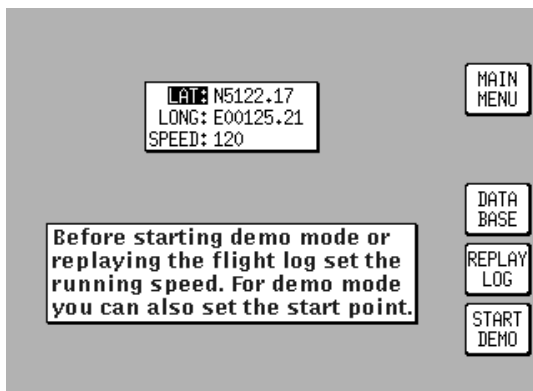 LAT: N5122.17
LONG: E00125.21
SPEED: 120
MAIN
MENU
DATA
BASE
Before starting demo mode or
replaying the flight log set the
running speed. For demo mode
you can also set the start point.
REPLAY
LOG
START
DEMO